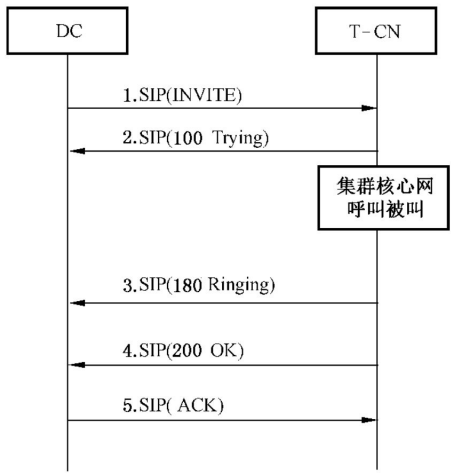 DC
T-CN
1.SIP(INVITE)
2.SIP(100 Trying)
集群核心网
呼叫被叫
3.SIP(180 Ringing)
4.SIP(200 OK)
5.SIP( ACK)